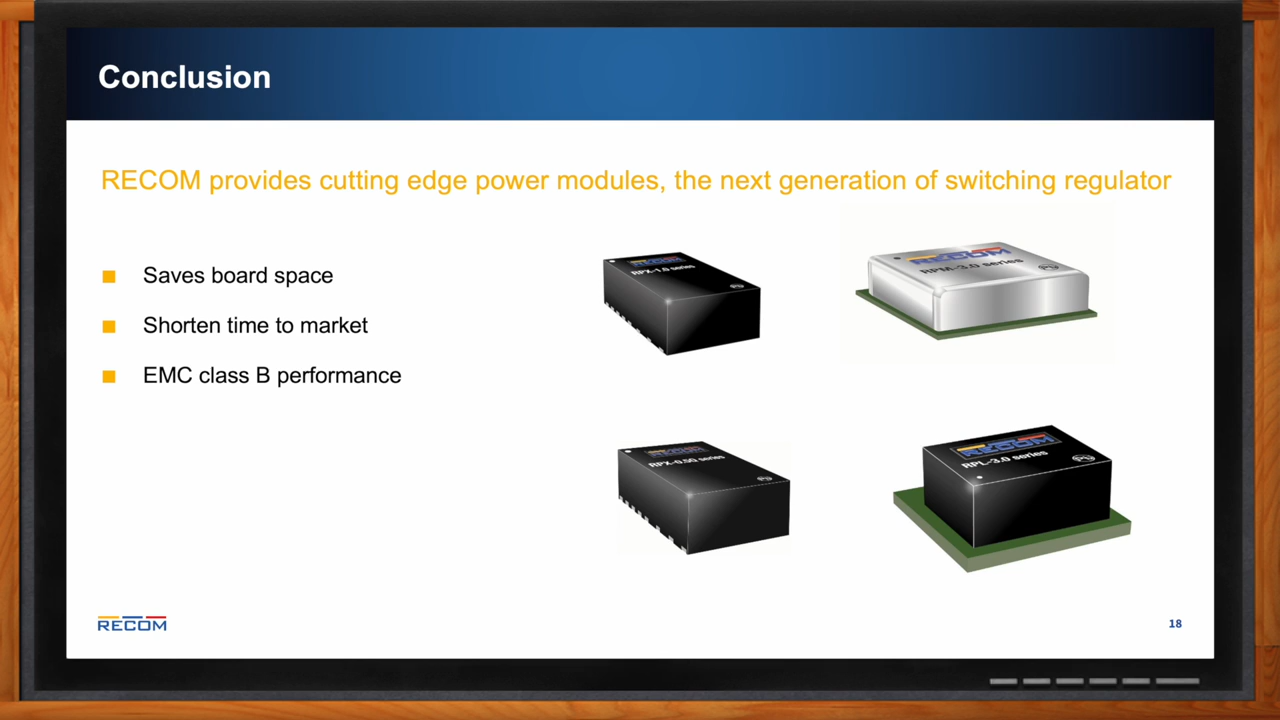 Conclusion
RECOM provides cutting edge power modules, the next generation of switching regulator
Saves board space
Shorten time to market
EMC class B performance
RECOM
RPX-1.0 series
RECOM
RPM-3.0 series
RECOM
RPX-0.5Q series
RECOM
RPL-3.0 series
RECOM
18